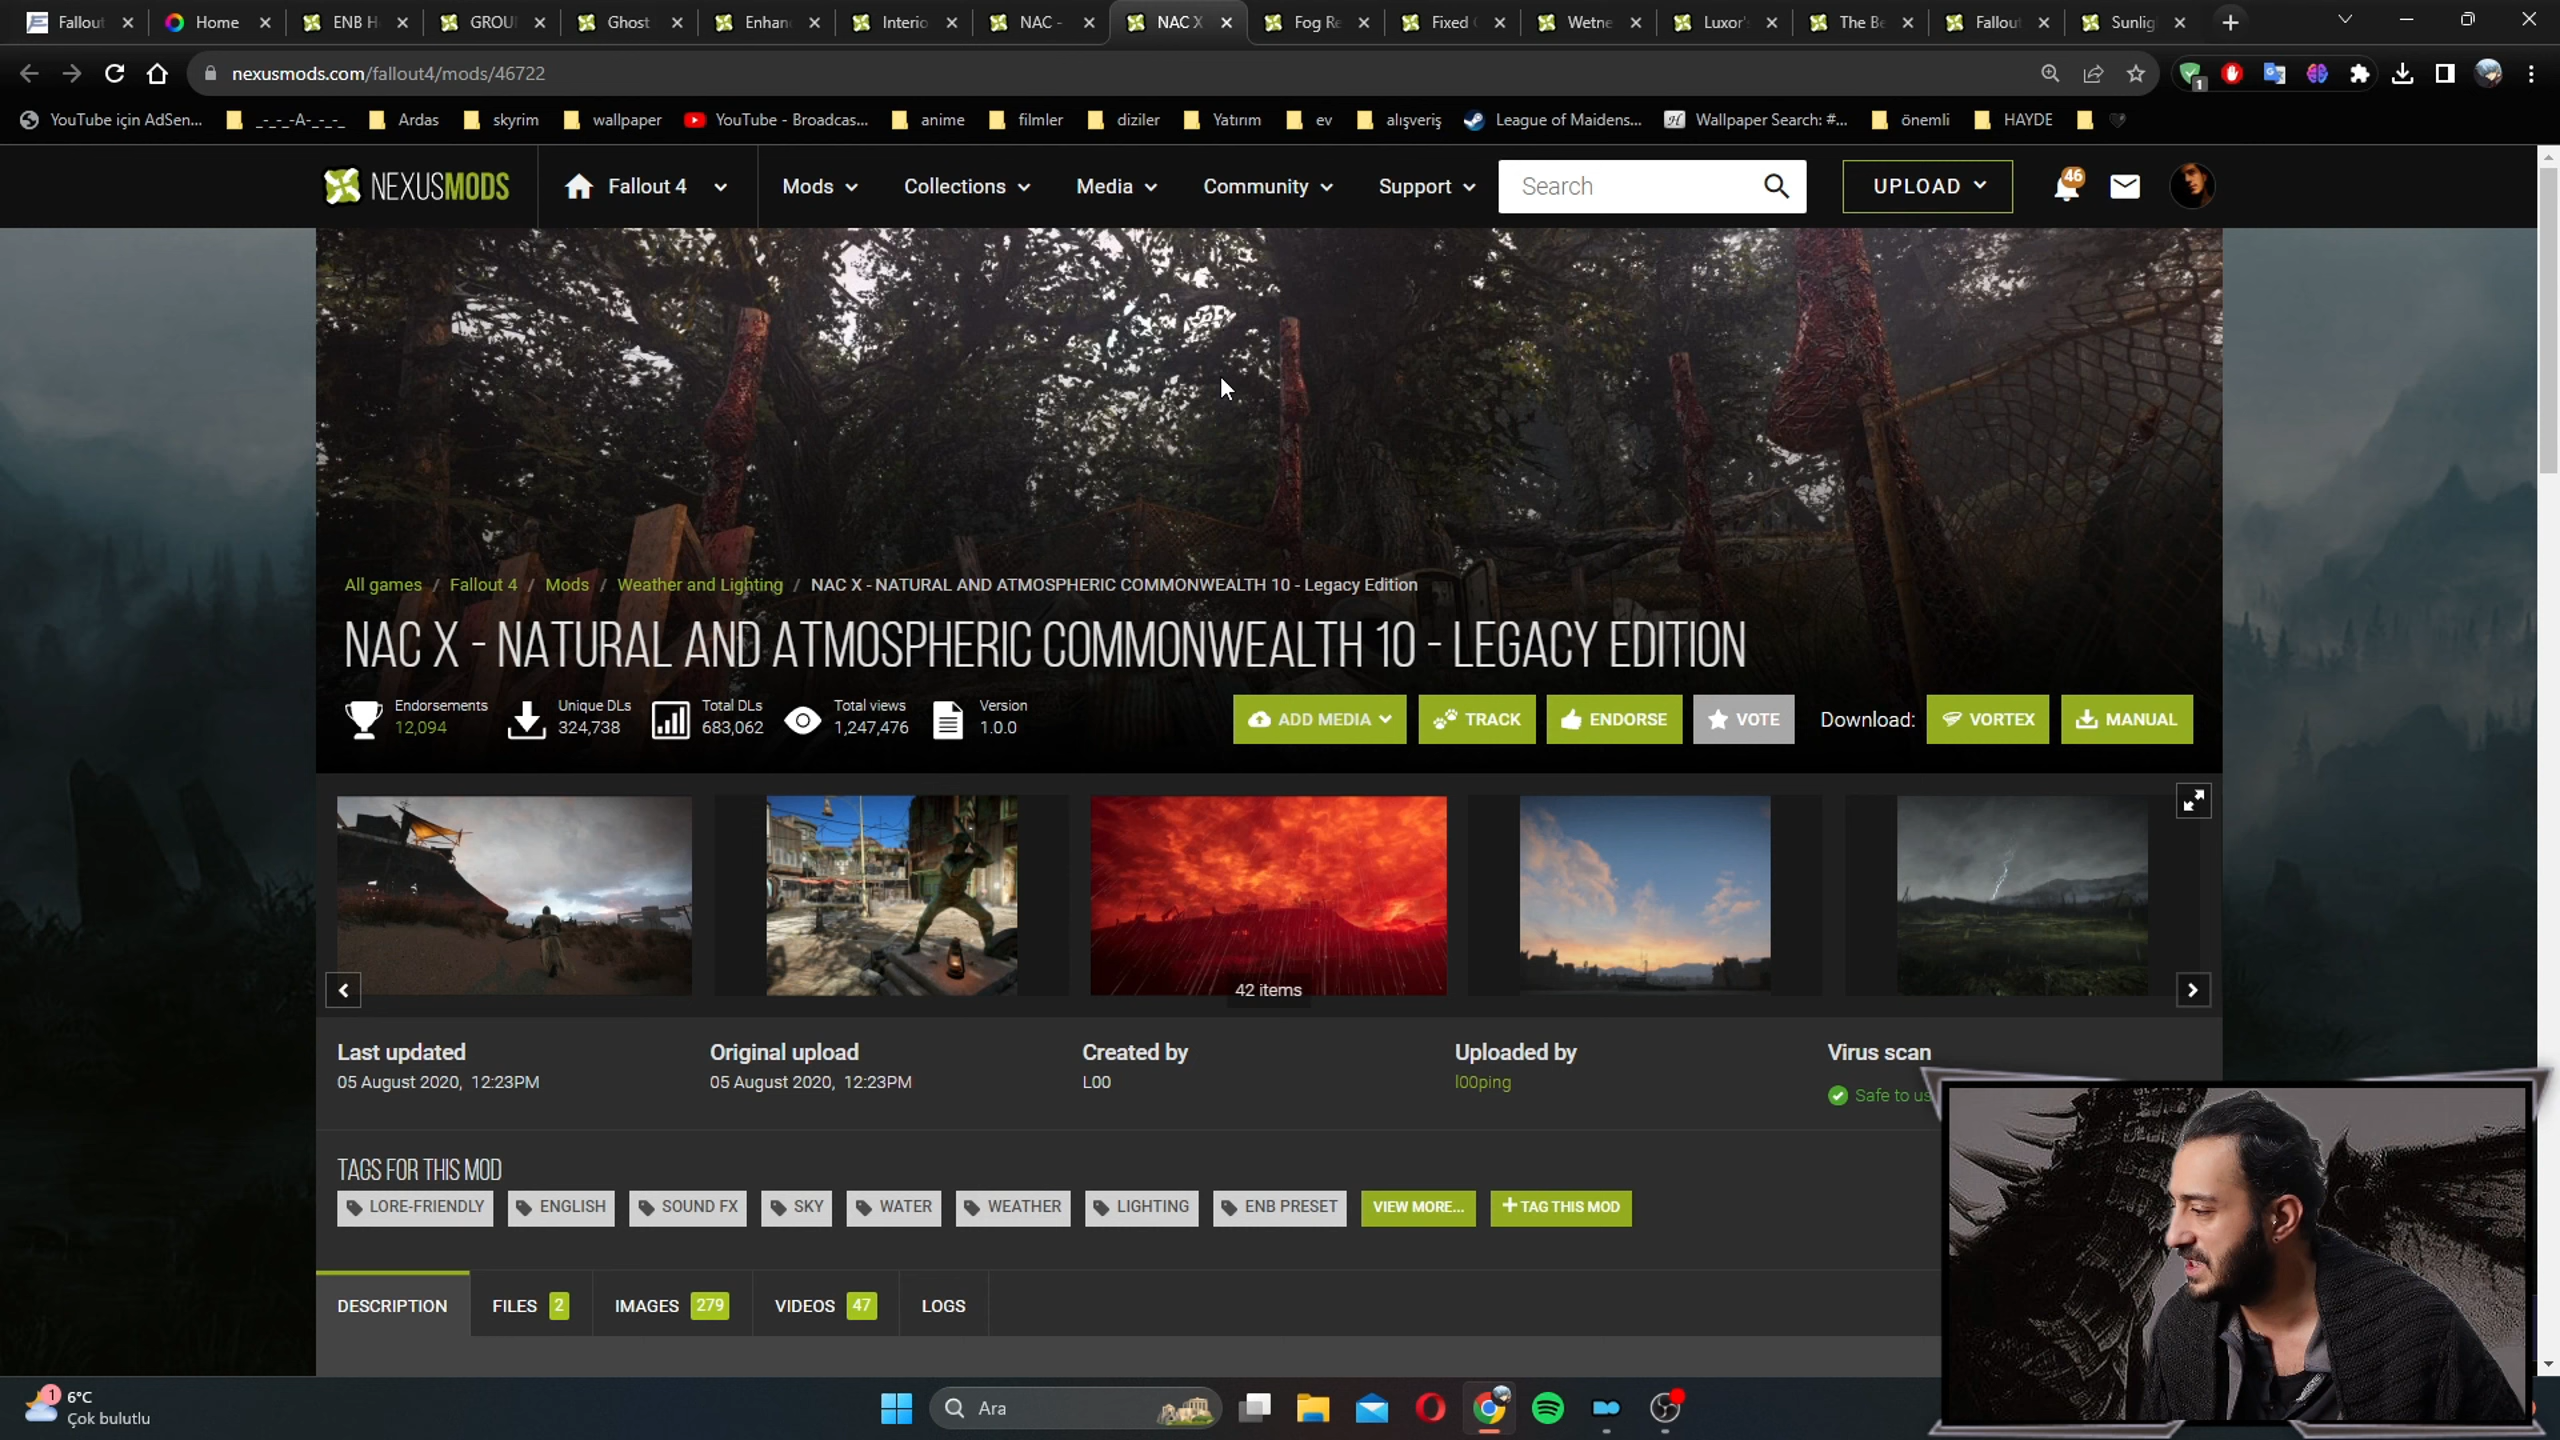 Fallout
Home
ENB H
GROU
Ghost
Enhan
Interio
NAC -
NAC X
Fog Re
Fixed
Wetne
Luxor'
The Be
Fallout
Sunlig
nexusmods.com/fallout4/mods/46722
1
YouTube için AdSen...
_-_-_-A-_-_-_
Ardas
skyrim
wallpaper
YouTube - Broadcas...
anime
filmler
diziler
Yatırım
ev
alışveriş
League of Maidens...
Wallpaper Search: #...
önemli
HAYDE
NEXUSMODS
Fallout 4
Mods
Collections
Media
Community
Support
Search
UPLOAD
46
All games / Fallout 4 / Mods / Weather and Lighting / NAC X - NATURAL AND ATMOSPHERIC COMMONWEALTH 10 - Legacy Edition
NAC X - NATURAL AND ATMOSPHERIC COMMONWEALTH 10 - LEGACY EDITION
Endorsements
12,094
Unique DLs
324,738
Total DLs
683,062
Total views
1,247,476
Version
1.0.0
ADD MEDIA
TRACK
ENDORSE
VOTE
Download:
VORTEX
MANUAL
42 items
Last updated
05 August 2020, 12:23PM
Original upload
05 August 2020, 12:23PM
Created by
L00
Uploaded by
l00ping
Virus scan
Safe to us
TAGS FOR THIS MOD
LORE-FRIENDLY
ENGLISH
SOUND FX
SKY
WATER
WEATHER
LIGHTING
ENB PRESET
VIEW MORE...
+ TAG THIS MOD
DESCRIPTION
FILES 2
IMAGES 279
VIDEOS 47
LOGS
1
6°C
Çok bulutlu
Ara